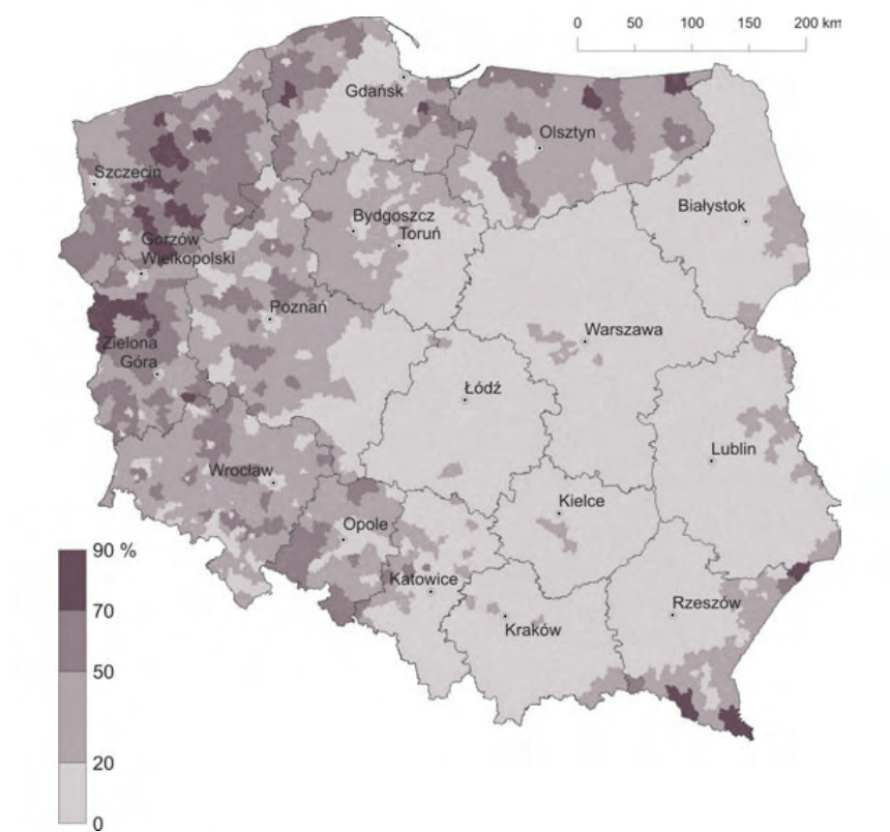 0 50 100 150 200 km
Gdańsk
Olsztyn
Szczecin
Białystok
Bydgoszcz
Toruń
Gorzów
Wielkopolski
Poznań
Warszawa
Zielona
Góra
Łódź
Lublin
Wrocław
Kielce
Opole
90 %
Katowice
70
Rzeszów
Kraków
50
20
0